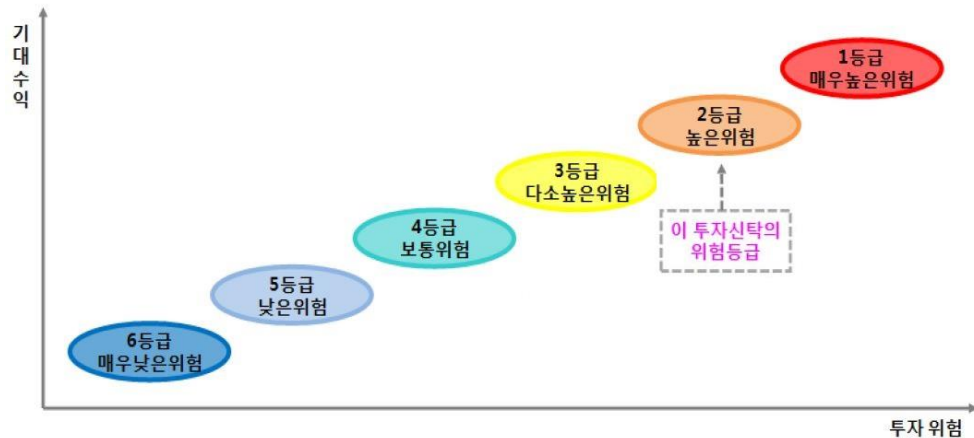 기대수익
1등급
매우높은위험
2등급
높은위험
3등급
다소높은위험
이 투자신탁의
위험등급
4등급
보통위험
5등급
낮은위험
6등급
매우낮은위험
투자 위험